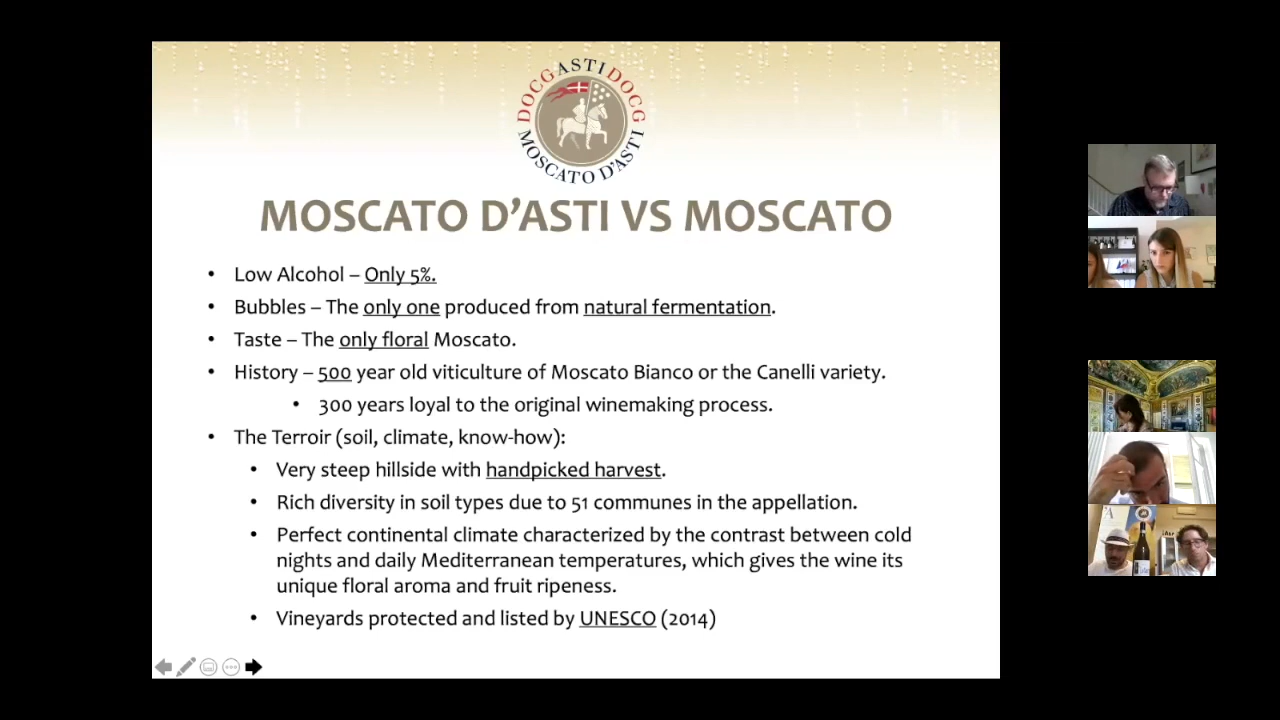 DOCG ASTI DOCG
MOSCATO D'ASTI
MOSCATO D’ASTI VS MOSCATO
• Low Alcohol – Only 5%.
• Bubbles – The only one produced from natural fermentation.
• Taste – The only floral Moscato.
• History – 500 year old viticulture of Moscato Bianco or the Canelli variety.
• 300 years loyal to the original winemaking process.
• The Terroir (soil, climate, know-how):
• Very steep hillside with handpicked harvest.
• Rich diversity in soil types due to 51 communes in the appellation.
• Perfect continental climate characterized by the contrast between cold
nights and daily Mediterranean temperatures, which gives the wine its
unique floral aroma and fruit ripeness.
• Vineyards protected and listed by UNESCO (2014)